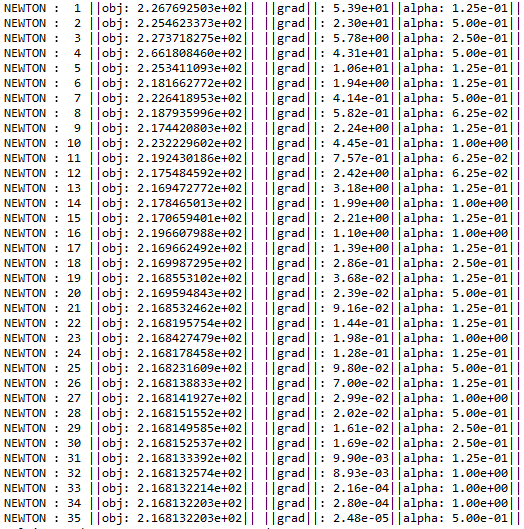 NEWTON :  1 ||obj: 2.267692503e+02|| ||grad||: 5.39e+01||alpha: 1.25e-01
NEWTON :  2 ||obj: 2.254623373e+02|| ||grad||: 2.30e+01||alpha: 5.00e-01
NEWTON :  3 ||obj: 2.273718275e+02|| ||grad||: 5.78e+00||alpha: 2.50e-01
NEWTON :  4 ||obj: 2.661808460e+02|| ||grad||: 4.31e+01||alpha: 5.00e-01
NEWTON :  5 ||obj: 2.253411093e+02|| ||grad||: 1.06e+01||alpha: 1.25e-01
NEWTON :  6 ||obj: 2.181662772e+02|| ||grad||: 1.94e+00||alpha: 1.25e-01
NEWTON :  7 ||obj: 2.226418953e+02|| ||grad||: 4.14e-01||alpha: 5.00e-01
NEWTON :  8 ||obj: 2.187935996e+02|| ||grad||: 5.82e-01||alpha: 6.25e-02
NEWTON :  9 ||obj: 2.174420803e+02|| ||grad||: 2.24e+00||alpha: 1.25e-01
NEWTON : 10 ||obj: 2.232229602e+02|| ||grad||: 4.45e-01||alpha: 1.00e+00
NEWTON : 11 ||obj: 2.192430186e+02|| ||grad||: 7.57e-01||alpha: 6.25e-02
NEWTON : 12 ||obj: 2.175484592e+02|| ||grad||: 2.42e+00||alpha: 6.25e-02
NEWTON : 13 ||obj: 2.169472772e+02|| ||grad||: 3.18e+00||alpha: 1.25e-01
NEWTON : 14 ||obj: 2.178465013e+02|| ||grad||: 1.99e+00||alpha: 1.00e+00
NEWTON : 15 ||obj: 2.170659401e+02|| ||grad||: 2.21e+00||alpha: 1.25e-01
NEWTON : 16 ||obj: 2.196607988e+02|| ||grad||: 1.10e+00||alpha: 1.00e+00
NEWTON : 17 ||obj: 2.169662492e+02|| ||grad||: 1.39e+00||alpha: 1.25e-01
NEWTON : 18 ||obj: 2.169987295e+02|| ||grad||: 2.86e-01||alpha: 2.50e-01
NEWTON : 19 ||obj: 2.168553102e+02|| ||grad||: 3.68e-02||alpha: 1.25e-01
NEWTON : 20 ||obj: 2.169594843e+02|| ||grad||: 2.39e-02||alpha: 5.00e-01
NEWTON : 21 ||obj: 2.168532462e+02|| ||grad||: 9.16e-02||alpha: 1.25e-01
NEWTON : 22 ||obj: 2.168195754e+02|| ||grad||: 1.44e-01||alpha: 1.25e-01
NEWTON : 23 ||obj: 2.168427479e+02|| ||grad||: 1.98e-01||alpha: 1.00e+00
NEWTON : 24 ||obj: 2.168178458e+02|| ||grad||: 1.28e-01||alpha: 1.25e-01
NEWTON : 25 ||obj: 2.168231609e+02|| ||grad||: 9.80e-02||alpha: 5.00e-01
NEWTON : 26 ||obj: 2.168138833e+02|| ||grad||: 7.00e-02||alpha: 1.25e-01
NEWTON : 27 ||obj: 2.168141927e+02|| ||grad||: 2.99e-02||alpha: 1.00e+00
NEWTON : 28 ||obj: 2.168151552e+02|| ||grad||: 2.02e-02||alpha: 5.00e-01
NEWTON : 29 ||obj: 2.168149585e+02|| ||grad||: 1.61e-02||alpha: 2.50e-01
NEWTON : 30 ||obj: 2.168152537e+02|| ||grad||: 1.69e-02||alpha: 2.50e-01
NEWTON : 31 ||obj: 2.168133392e+02|| ||grad||: 9.90e-03||alpha: 1.25e-01
NEWTON : 32 ||obj: 2.168132574e+02|| ||grad||: 8.93e-03||alpha: 1.00e+00
NEWTON : 33 ||obj: 2.168132214e+02|| ||grad||: 2.16e-04||alpha: 1.00e+00
NEWTON : 34 ||obj: 2.168132203e+02|| ||grad||: 2.80e-04||alpha: 1.00e+00
NEWTON : 35 ||obj: 2.168132203e+02|| ||grad||: 2.48e-05||alpha: 5.00e-01